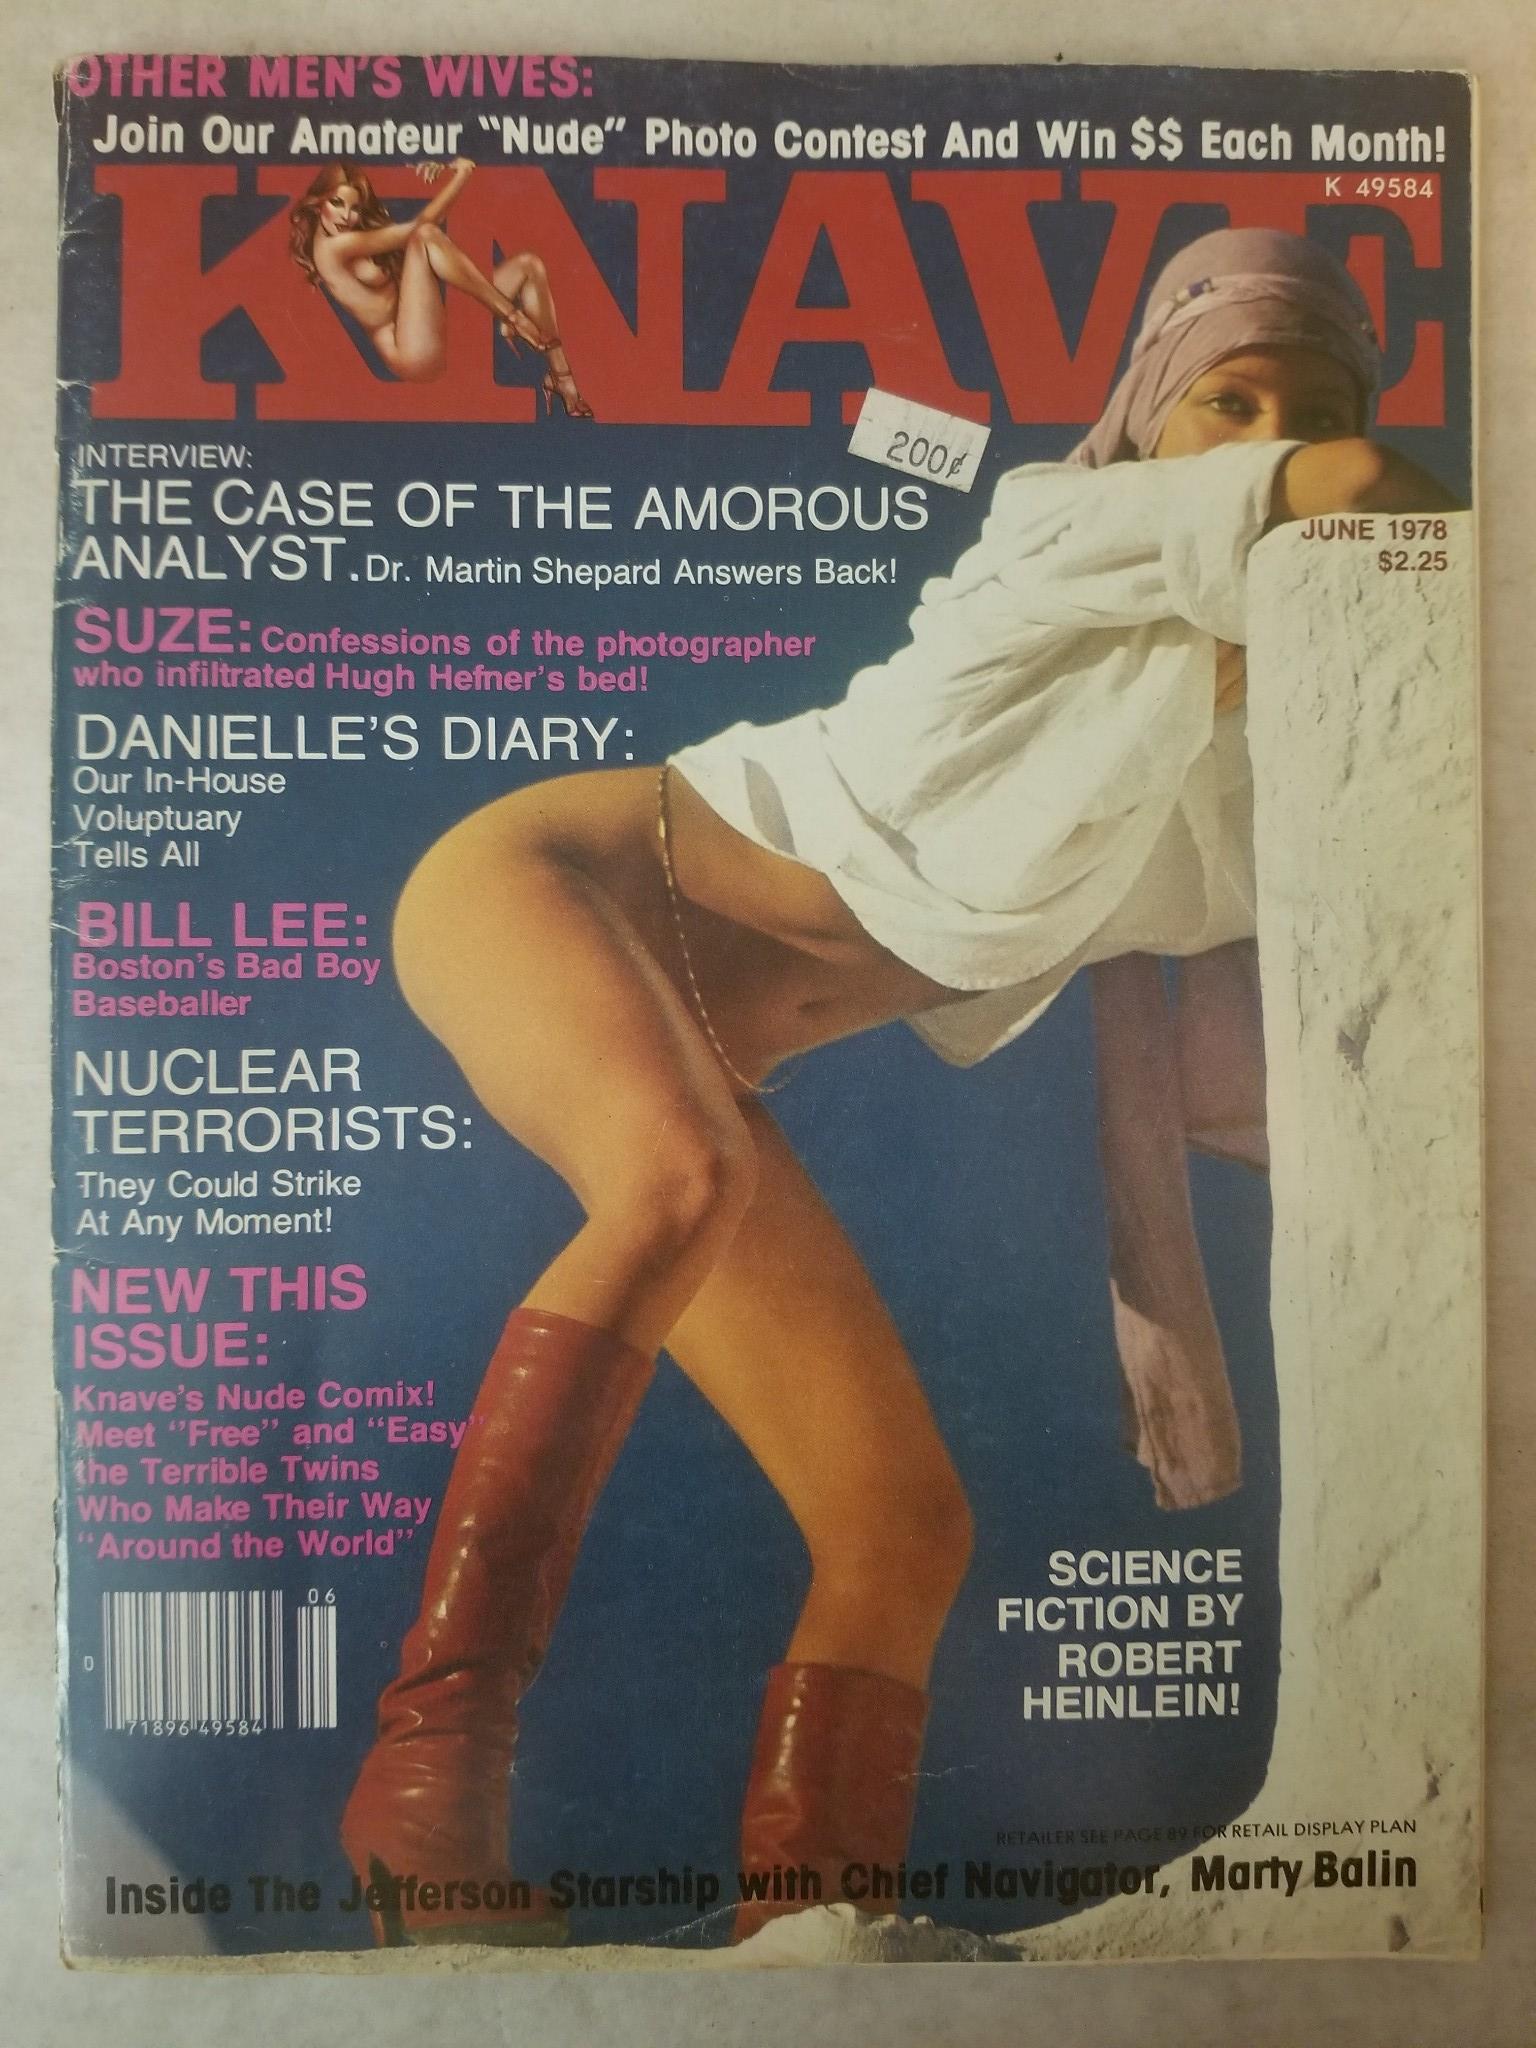 OTHER MEN'S WIVES:
Join Our Amateur "Nude" Photo Contest And Win $$ Each Month!
KNAVE
K 49584
200¢
JUNE 1978
$2.25
INTERVIEW:
THE CASE OF THE AMOROUS
ANALYST. Dr. Martin Shepard Answers Back!
SUZE: Confessions of the photographer
who infiltrated Hugh Hefner's bed!
DANIELLE'S DIARY:
Our In-House
Voluptuary
Tells All
BILL LEE:
Boston's Bad Boy
Baseballer
NUCLEAR
TERRORISTS:
They Could Strike
At Any Moment!
NEW THIS
ISSUE:
Knave's Nude Comix!
Meet "Free" and "Easy"
the Terrible Twins
Who Make Their Way
"Around the World"
06
0
71896 49584
SCIENCE
FICTION BY
ROBERT
HEINLEIN!
RETAILER SEE PAGE 89 FOR RETAIL DISPLAY PLAN
Inside The Jefferson Starship with Chief Navigator, Marty Balin